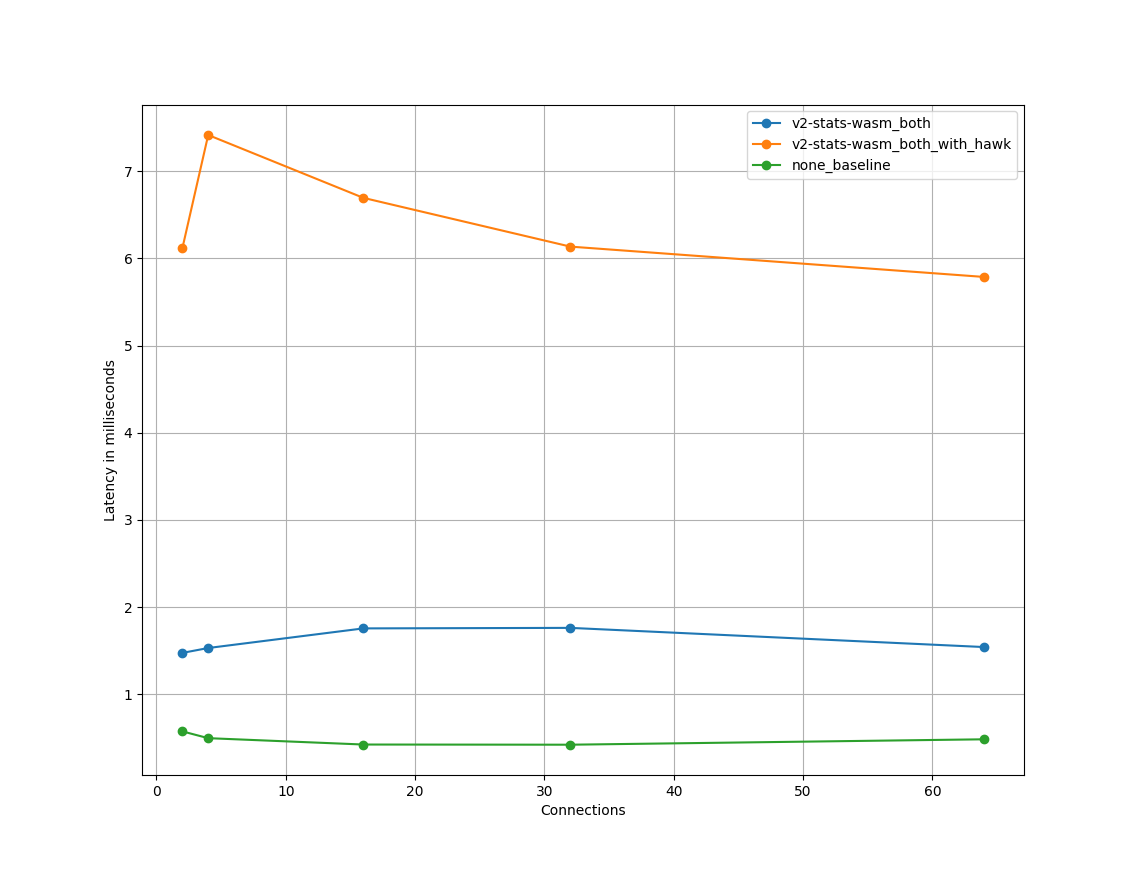 v2-stats-wasm_both
v2-stats-wasm_both_with_hawk
none_baseline
7
6
5
4
3
2
1
Latency in milliseconds
0 10 20 30 40 50 60
Connections